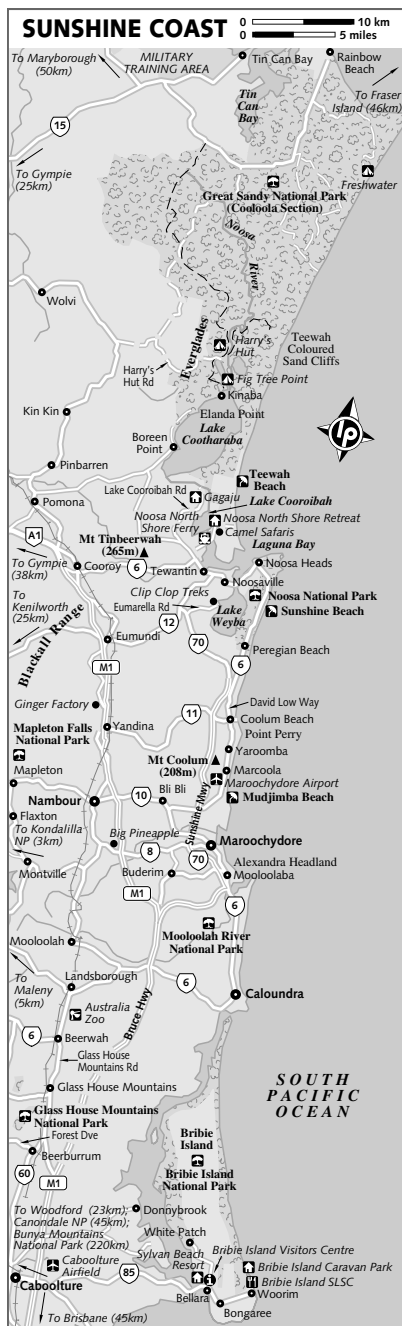 SUNSHINE COAST
0 10 km
0 5 miles
To Maryborough
(50km)
MILITARY
TRAINING AREA
Tin Can Bay
Rainbow
Beach
Tin
Can
Bay
To Fraser
Island (46km)
15
To Gympie
(25km)
Freshwater
Great Sandy National Park
(Cooloola Section)
Noosa
River
Wolvi
Everglades
Harry's
Hut
Teewah
Coloured
Sand Cliffs
Harry's
Hut Rd
Fig Tree Point
Kinaba
Kin Kin
Elanda Point
Lake
Cootharaba
Boreen
Point
lp
Pinbarren
Teewah
Beach
Lake Cooroibah Rd
Gagaju
Lake Cooroibah
Pomona
Noosa North
Shore Ferry
Noosa North Shore Retreat
Camel Safaris
A1
Mt Tinbeerwah
(265m)
Laguna Bay
To Gympie
(38km)
Cooroy
6
Tewantin
Noosa Heads
Noosaville
To
Kenilworth
(25km)
Clip Clop Treks
Eumarella Rd
Lake
Weyba
Noosa National Park
Sunshine Beach
Blackall Range
12
Eumundi
70
Peregian Beach
M1
6
David Low Way
Ginger Factory
11
Coolum Beach
Yandina
Point Perry
Mapleton Falls
National Park
Yaroomba
Mt Coolum
(208m)
Marcoola
Maroochydore Airport
Mapleton
Bli Bli
Mudjimba Beach
Nambour
10
Sunshine Mwy
Flaxton
To Kondalilla
NP (3km)
Big Pineapple
Maroochydore
8
70
Alexandra Headland
Montville
Buderim
Mooloolaba
M1
6
Mooloolah River
National Park
Mooloolah
To
Maleny
(5km)
Landsborough
6
Caloundra
Australia
Zoo
Bruce Hwy
6
Beerwah
Glass House
Mountains Rd
SOUTH
PACIFIC
OCEAN
Glass House Mountains
Glass House Mountains
National Park
Forest Dve
Bribie
Island
Beerburrum
Bribie Island
National Park
60
M1
To Woodford (23km);
Canondale NP (45km);
Bunya Mountains
National Park (220km)
Donnybrook
White Patch
Bribie Island Visitors Centre
Sylvan Beach
Resort
Caboolture
Airfield
85
Bribie Island Caravan Park
Bribie Island SLSC
Caboolture
Bellara
Woorim
Bongaree
To Brisbane (45km)